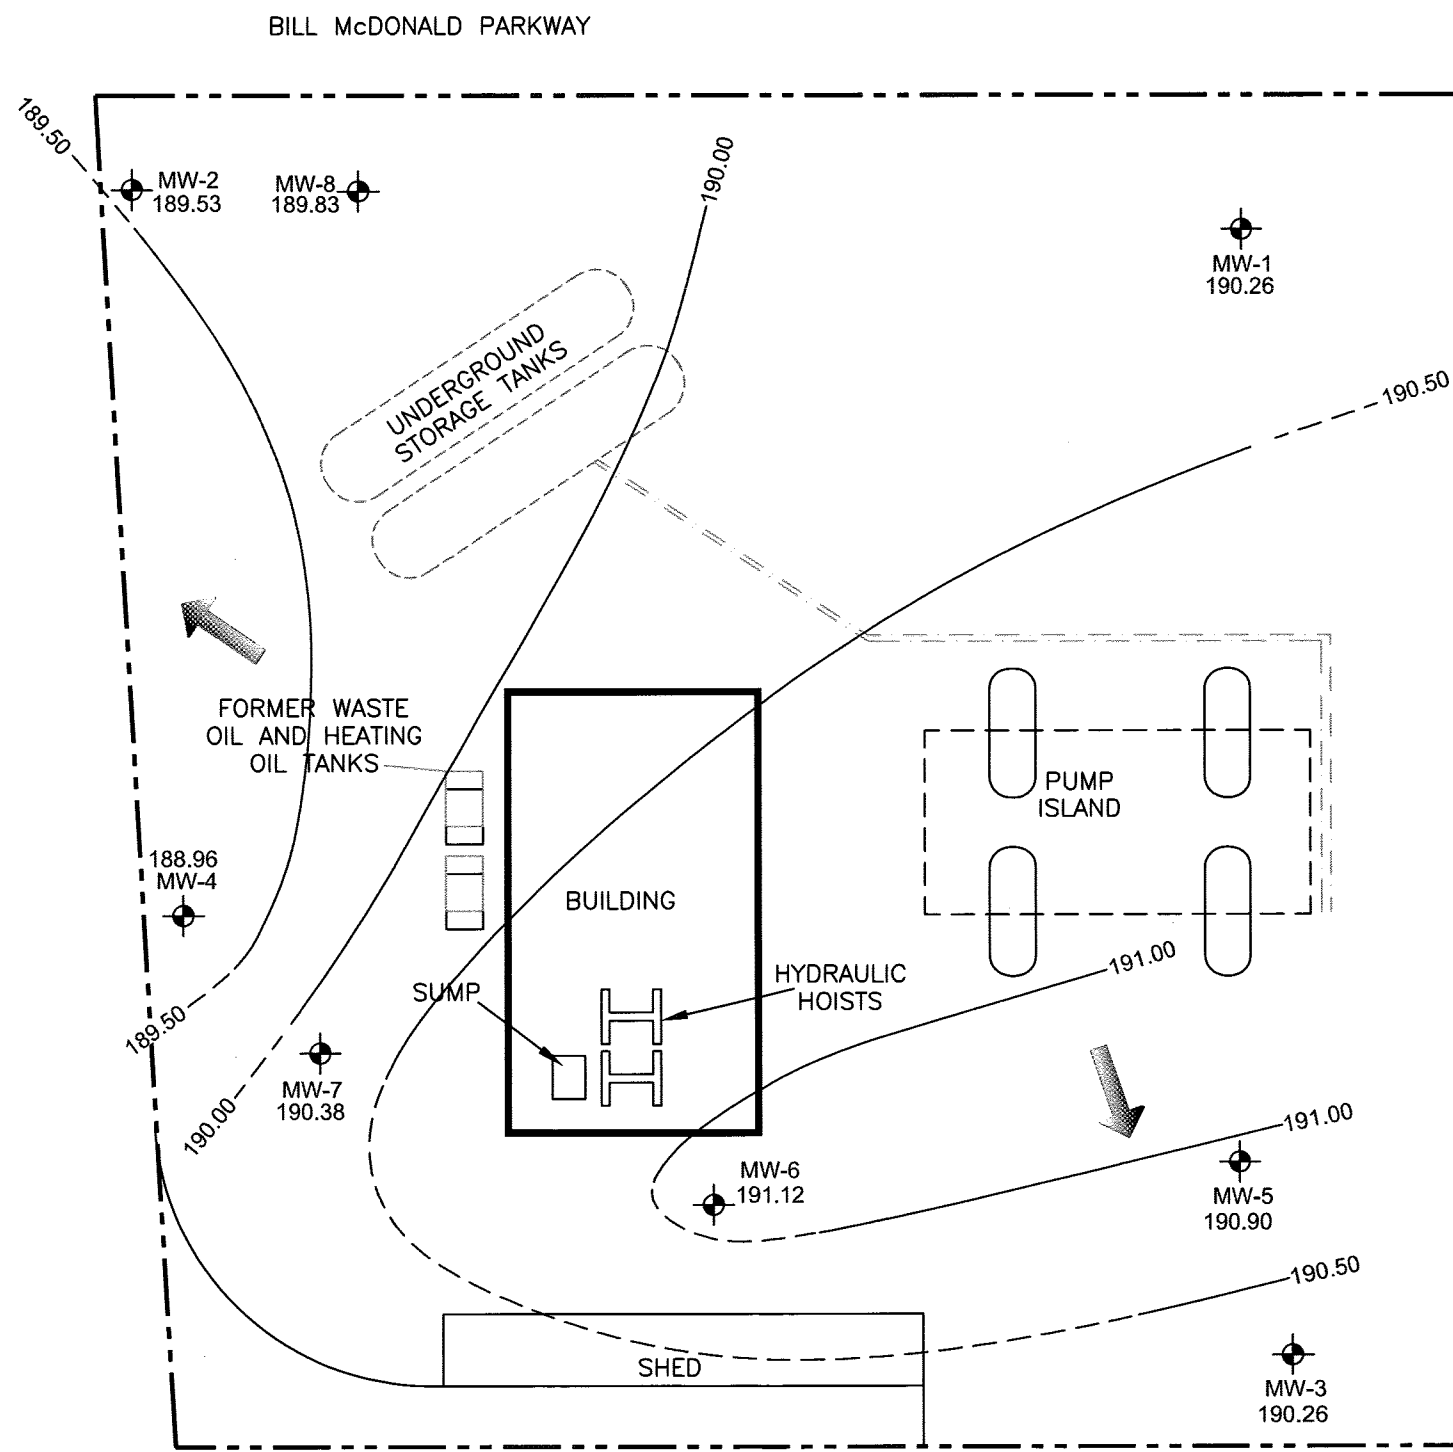 BILL McDONALD PARKWAY
189.50
MW-2
189.53
MW-8
189.83
190.00
MW-1
190.26
UNDERGROUND
STORAGE TANKS
190.50
FORMER WASTE
OIL AND HEATING
OIL TANKS
PUMP
ISLAND
188.96
MW-4
BUILDING
SUMP
HYDRAULIC
HOISTS
191.00
189.50
MW-7
190.38
190.00
191.00
MW-6
191.12
MW-5
190.90
190.50
SHED
MW-3
190.26